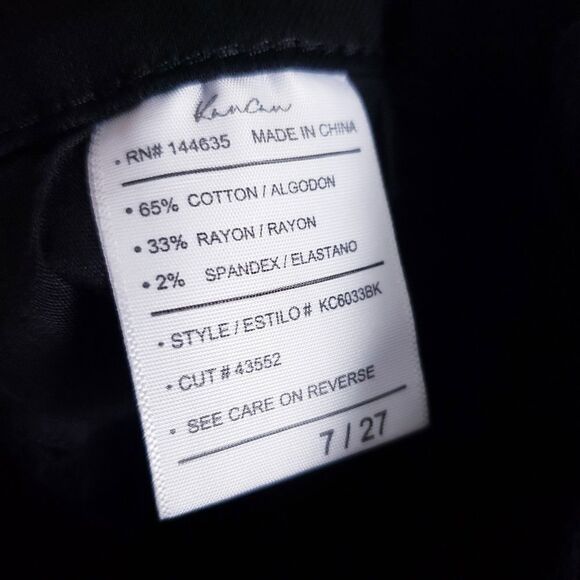 KanCan
• RN# 144635 MADE IN CHINA
• 65% COTTON / ALGODON
• 33% RAYON / RAYON
• 2% SPANDEX / ELASTANO
• STYLE / ESTILO # KC6033BK
• CUT # 43552
• SEE CARE ON REVERSE
7 / 27